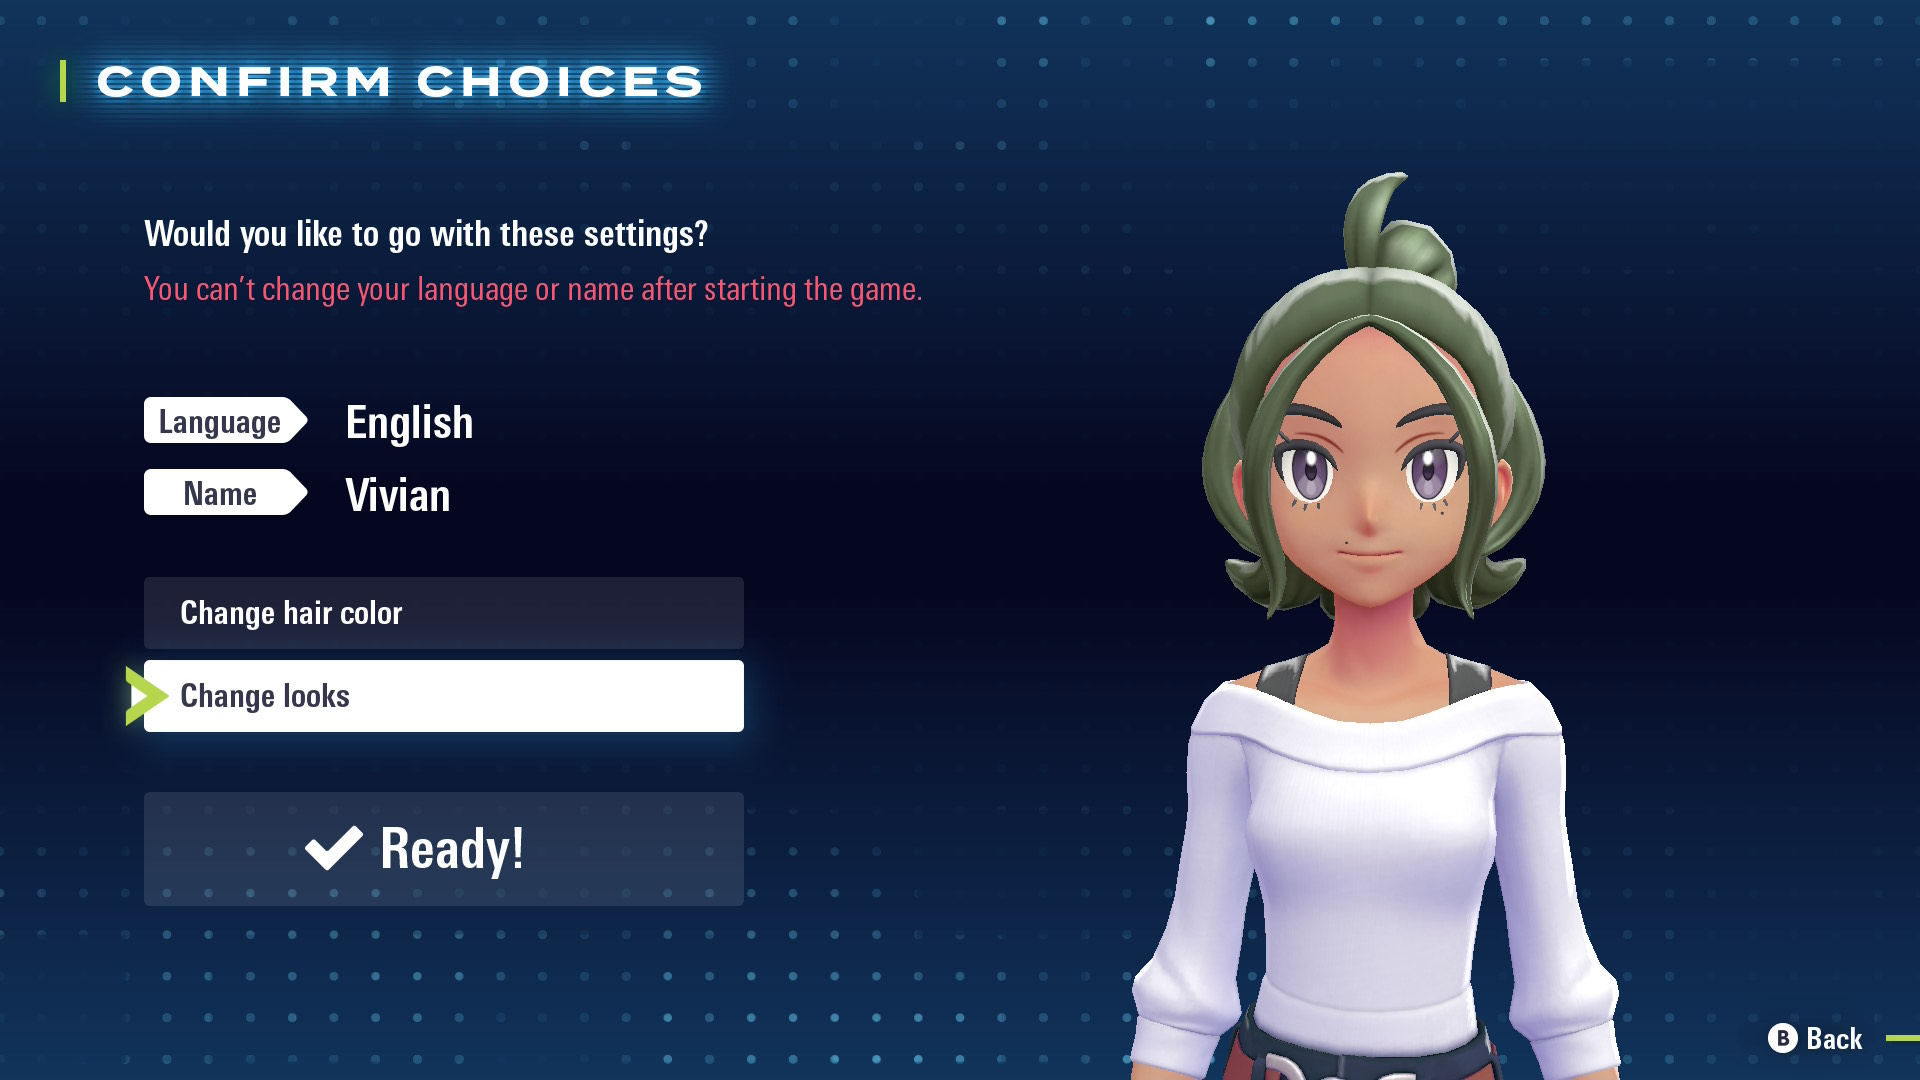 CONFIRM CHOICES
Would you like to go with these settings?
You can't change your language or name after starting the game.
Language English
Name Vivian
Change hair color
Change looks
Ready!
B Back